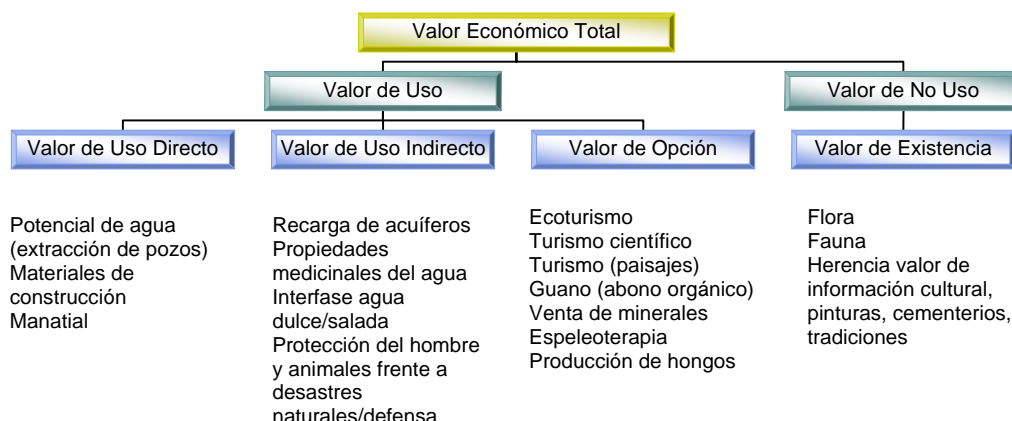 Valor Económico Total
Valor de Uso
Valor de No Uso
Valor de Uso Directo
Valor de Uso Indirecto
Valor de Opción
Valor de Existencia
Potencial de agua
(extracción de pozos)
Materiales de
construcción
Manatial
Recarga de acuíferos
Propiedades
medicinales del agua
Interfase agua
dulce/salada
Protección del hombre
y animales frente a
desastres
naturales/defensa
Ecoturismo
Turismo científico
Turismo (paisajes)
Guano (abono orgánico)
Venta de minerales
Espeleoterapia
Producción de hongos
Flora
Fauna
Herencia valor de
información cultural,
pinturas, cementerios,
tradiciones